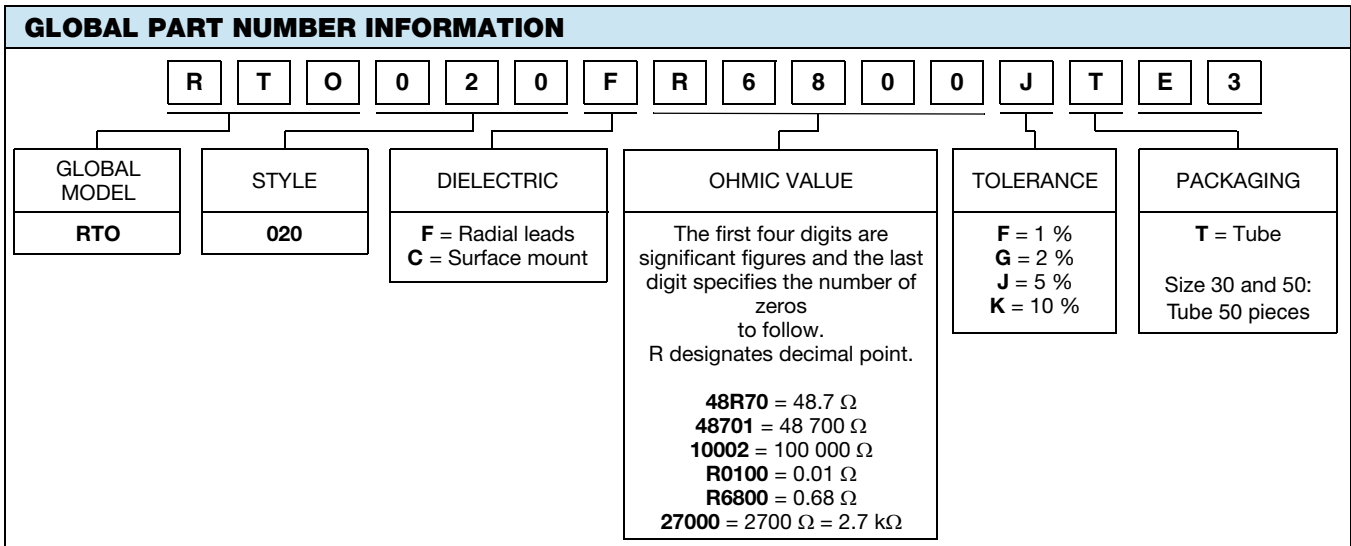 GLOBAL PART NUMBER INFORMATION
R T O 0 2 0 F R 6 8 0 0 J T E 3
GLOBAL
MODEL
RTO
STYLE
020
DIELECTRIC
F = Radial leads
C = Surface mount
OHMIC VALUE
The first four digits are
significant figures and the last
digit specifies the number of
zeros
to follow.
R designates decimal point.
48R70 = 48.7 Ω
48701 = 48 700 Ω
10002 = 100 000 Ω
R0100 = 0.01 Ω
R6800 = 0.68 Ω
27000 = 2700 Ω = 2.7 kΩ
TOLERANCE
F = 1 %
G = 2 %
J = 5 %
K = 10 %
PACKAGING
T = Tube
Size 30 and 50:
Tube 50 pieces